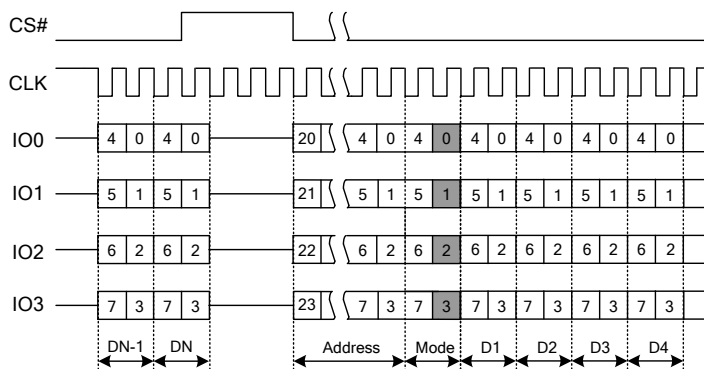 CS#
CLK
IO0 4 0 4 0 20 4 0 4 0 4 0 4 0 4 0 4 0
IO1 5 1 5 1 21 5 1 5 1 5 1 5 1 5 1 5 1
IO2 6 2 6 2 22 6 2 6 2 6 2 6 2 6 2 6 2
IO3 7 3 7 3 23 7 3 7 3 7 3 7 3 7 3 7 3
DN-1 DN Address Mode D1 D2 D3 D4